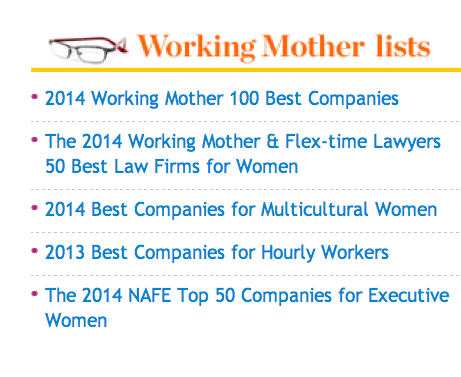 Working Mother lists
2014 Working Mother 100 Best Companies
The 2014 Working Mother & Flex-time Lawyers
50 Best Law Firms for Women
2014 Best Companies for Multicultural Women
2013 Best Companies for Hourly Workers
The 2014 NAFE Top 50 Companies for Executive
Women